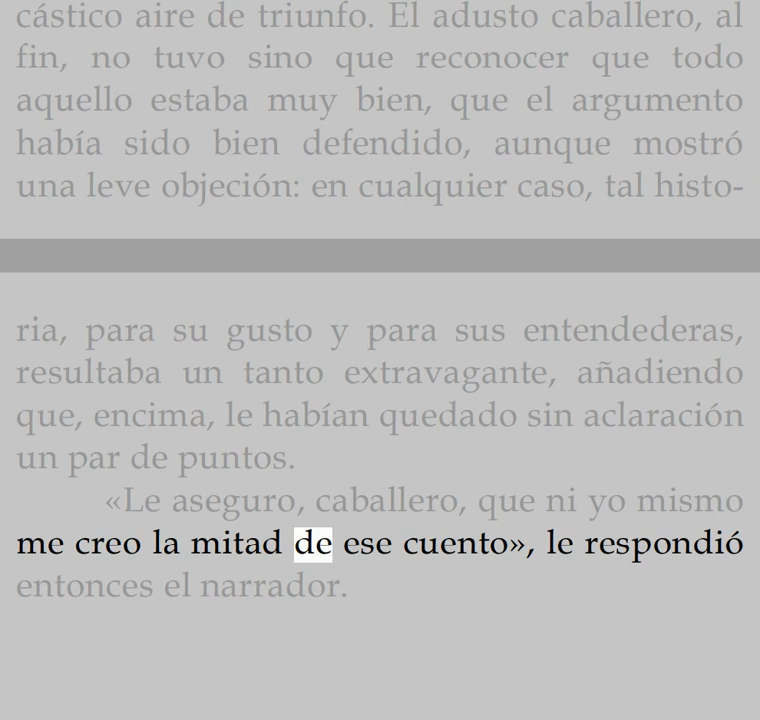 cástico aire de triunfo. El adusto caballero, al
fin, no tuvo sino que reconocer que todo
aquello estaba muy bien, que el argumento
había sido bien defendido, aunque mostró
una leve objeción: en cualquier caso, tal histo-
ria, para su gusto y para sus entendederas,
resultaba un tanto extravagante, añadiendo
que, encima, le habían quedado sin aclaración
un par de puntos.
«Le aseguro, caballero, que ni yo mismo
me creo la mitad de ese cuento», le respondió
entonces el narrador.